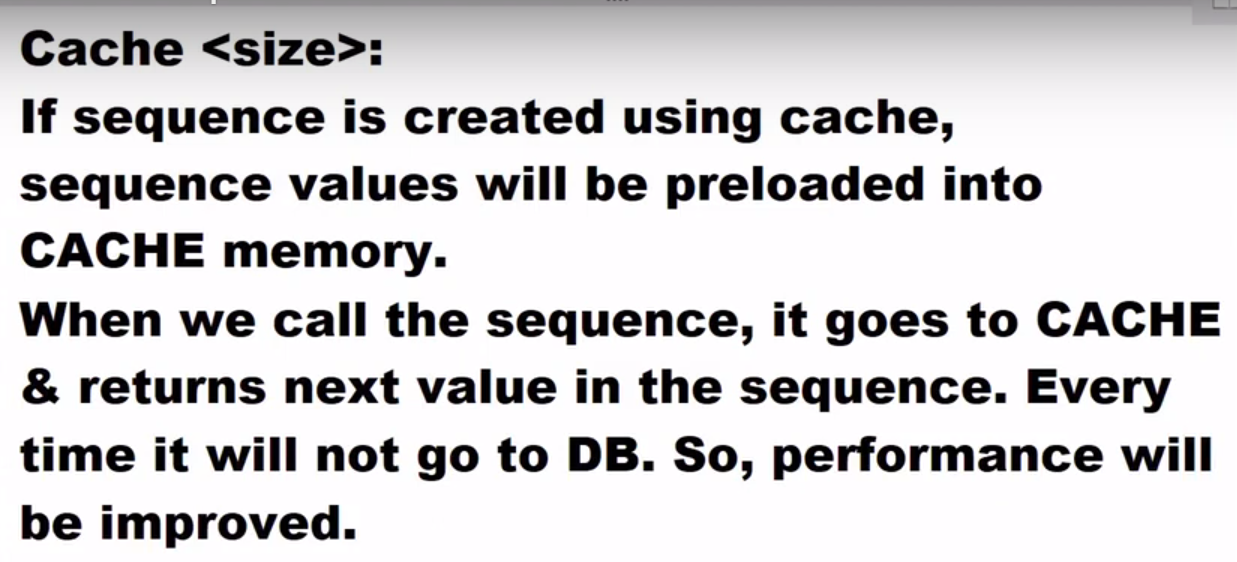 Cache <size>:
If sequence is created using cache,
sequence values will be preloaded into
CACHE memory.
When we call the sequence, it goes to CACHE
& returns next value in the sequence. Every
time it will not go to DB. So, performance will
be improved.